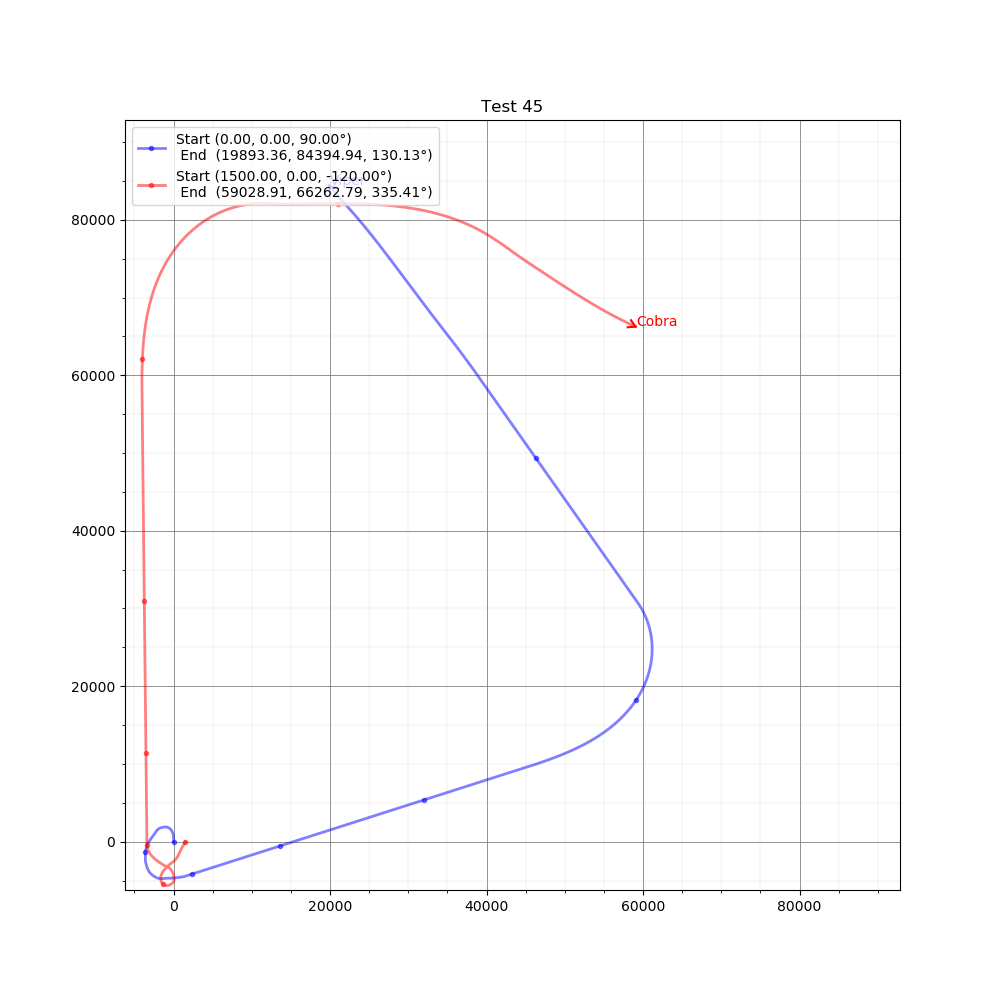 Test 45
Start (0.00, 0.00, 90.00°)
End  (19893.36, 84394.94, 130.13°)
Start (1500.00, 0.00, -120.00°)
End  (59028.91, 66262.79, 335.41°)
Cobra
80000
60000
40000
20000
0
0
20000
40000
60000
80000